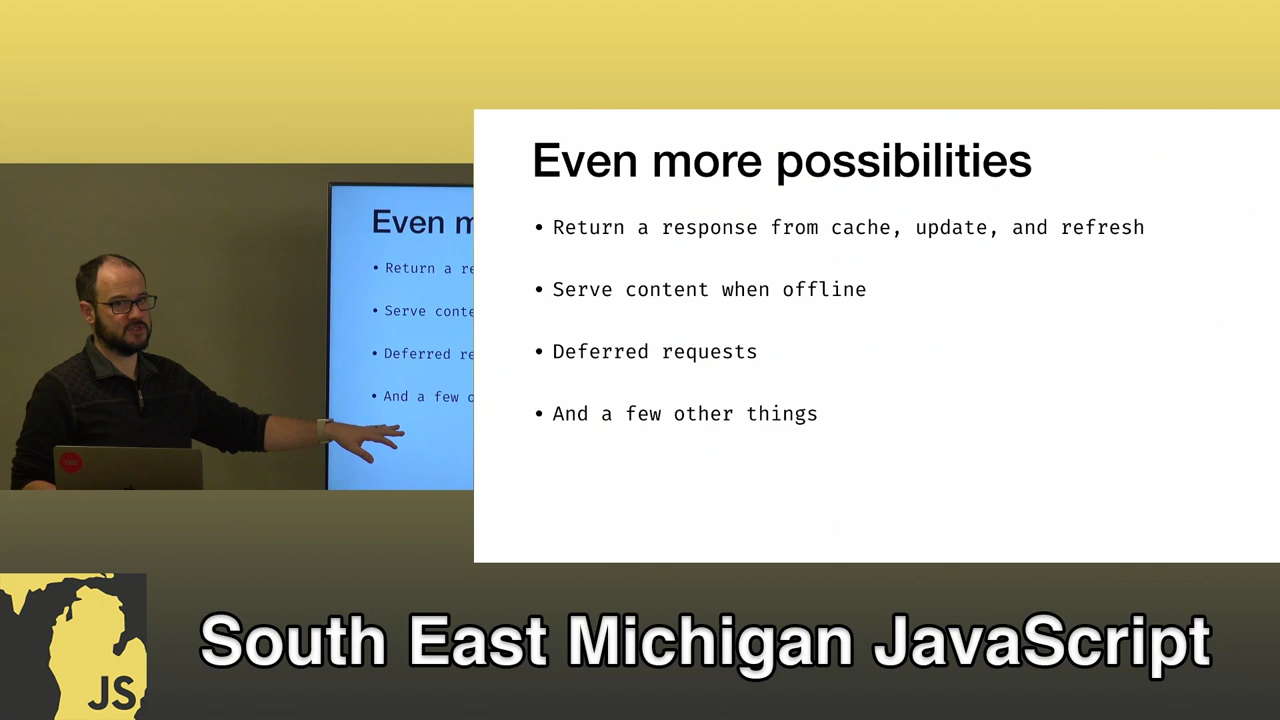 Even more possibilities
• Return a response from cache, update, and refresh
• Serve content when offline
• Deferred requests
• And a few other things
Even m
• Return a re
• Serve conte
• Deferred re
• And a few o
TED
JS
South East Michigan JavaScript